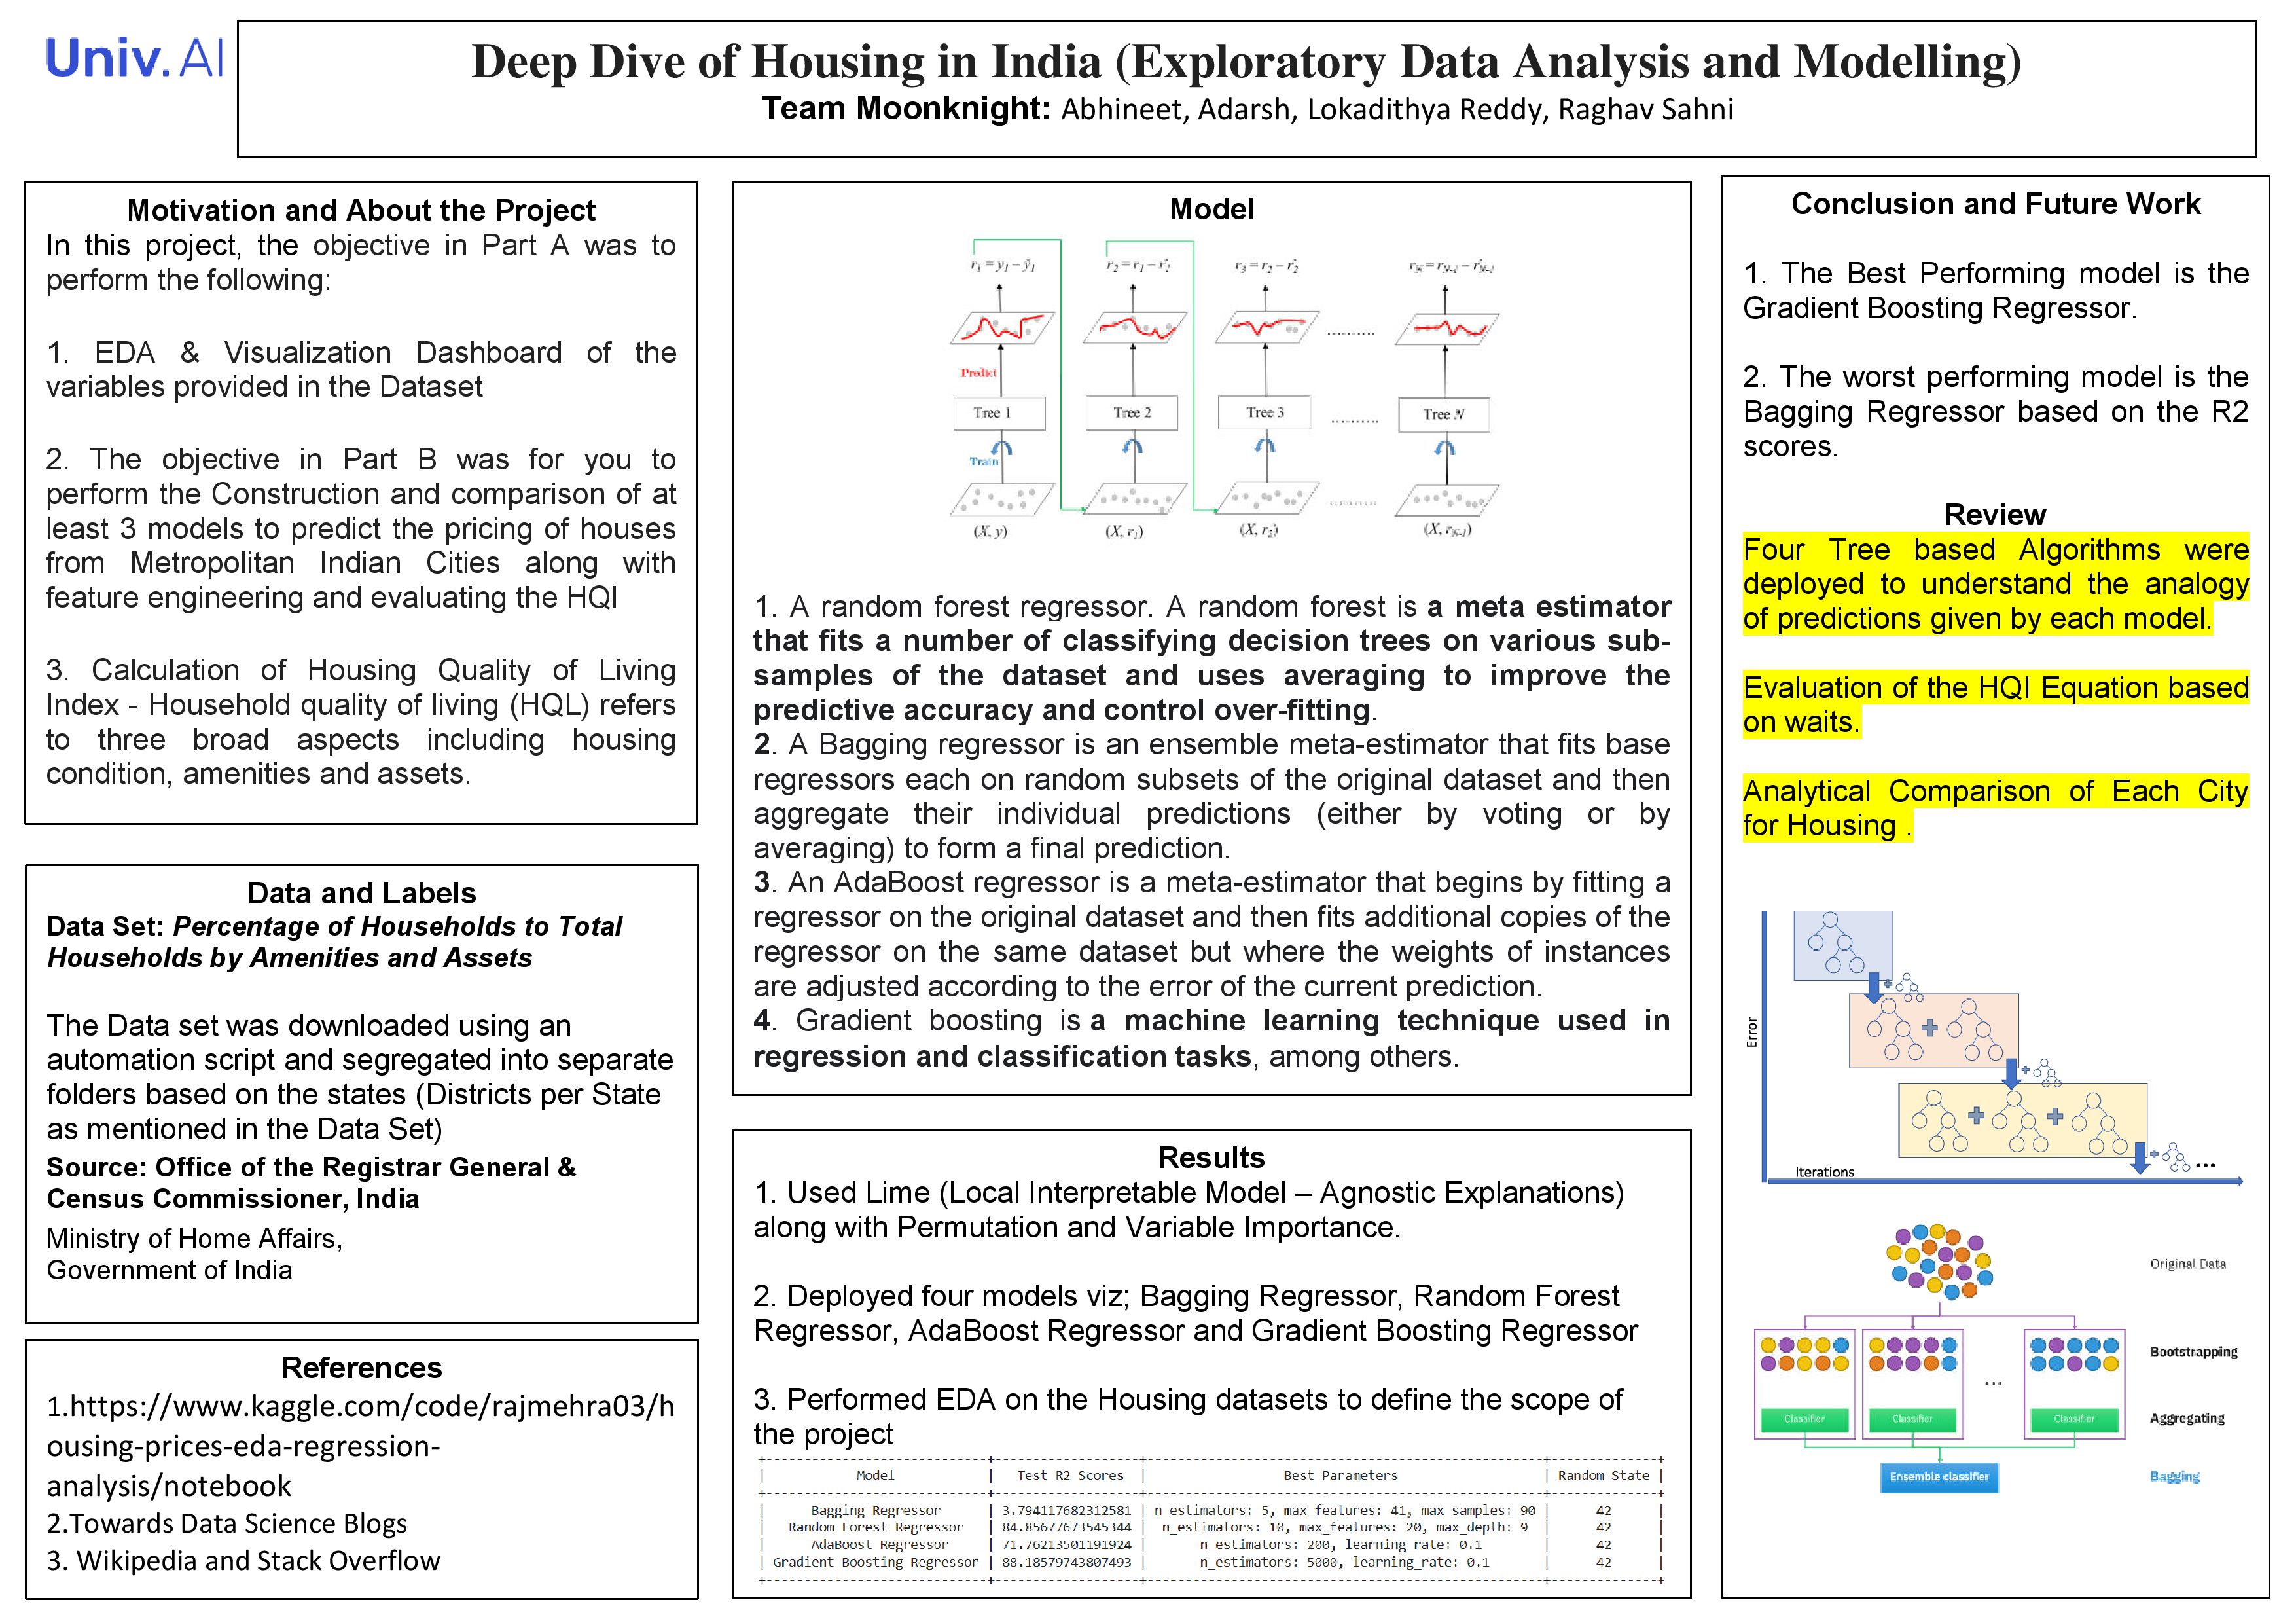 Univ.AI
Deep Dive of Housing in India (Exploratory Data Analysis and Modelling)
Team Moonknight: Abhineet, Adarsh, Lokadithya Reddy, Raghav Sahni
Motivation and About the Project
In this project, the objective in Part A was to
perform the following:
1. EDA & Visualization Dashboard of the
variables provided in the Dataset
2. The objective in Part B was for you to
perform the Construction and comparison of at
least 3 models to predict the pricing of houses
from Metropolitan Indian Cities along with
feature engineering and evaluating the HQI
3. Calculation of Housing Quality of Living
Index - Household quality of living (HQL) refers
to three broad aspects including housing
condition, amenities and assets.
Data and Labels
Data Set: Percentage of Households to Total
Households by Amenities and Assets
The Data set was downloaded using an
automation script and segregated into separate
folders based on the states (Districts per State
as mentioned in the Data Set)
Source: Office of the Registrar General &
Census Commissioner, India
Ministry of Home Affairs,
Government of India
References
1.https://www.kaggle.com/code/rajmehra03/h
ousing-prices-eda-regression-
analysis/notebook
2.Towards Data Science Blogs
3. Wikipedia and Stack Overflow
Model
r₁ = y₁ − ŷ₁ r₂ = r₁ − r̂₁ r₃ = r₂ − r̂₂ r_N = r_N-1 − r̂_N-1
Predict
Tree 1 Tree 2 Tree 3 Tree N
Train
(X, y) (X, r₁) (X, r₂) (X, r_N-1)
1. A random forest regressor. A random forest is a meta estimator
that fits a number of classifying decision trees on various sub-
samples of the dataset and uses averaging to improve the
predictive accuracy and control over-fitting.
2. A Bagging regressor is an ensemble meta-estimator that fits base
regressors each on random subsets of the original dataset and then
aggregate their individual predictions (either by voting or by
averaging) to form a final prediction.
3. An AdaBoost regressor is a meta-estimator that begins by fitting a
regressor on the original dataset and then fits additional copies of the
regressor on the same dataset but where the weights of instances
are adjusted according to the error of the current prediction.
4. Gradient boosting is a machine learning technique used in
regression and classification tasks, among others.
Results
1. Used Lime (Local Interpretable Model – Agnostic Explanations)
along with Permutation and Variable Importance.
2. Deployed four models viz; Bagging Regressor, Random Forest
Regressor, AdaBoost Regressor and Gradient Boosting Regressor
3. Performed EDA on the Housing datasets to define the scope of
the project
Model | Test R2 Scores | Best Parameters | Random State
Bagging Regressor | 3.794117682312581 | n_estimators: 5, max_features: 41, max_samples: 90 | 42
Random Forest Regressor | 84.85677673545344 | n_estimators: 10, max_features: 20, max_depth: 9 | 42
AdaBoost Regressor | 71.76213501191924 | n_estimators: 200, learning_rate: 0.1 | 42
Gradient Boosting Regressor | 88.18579743807493 | n_estimators: 5000, learning_rate: 0.1 | 42
Conclusion and Future Work
1. The Best Performing model is the
Gradient Boosting Regressor.
2. The worst performing model is the
Bagging Regressor based on the R2
scores.
Review
Four Tree based Algorithms were
deployed to understand the analogy
of predictions given by each model.
Evaluation of the HQI Equation based
on waits.
Analytical Comparison of Each City
for Housing .
Error
Iterations
Original Data
Bootstrapping
Classifier Classifier ... Classifier
Aggregating
Ensemble classifier
Bagging